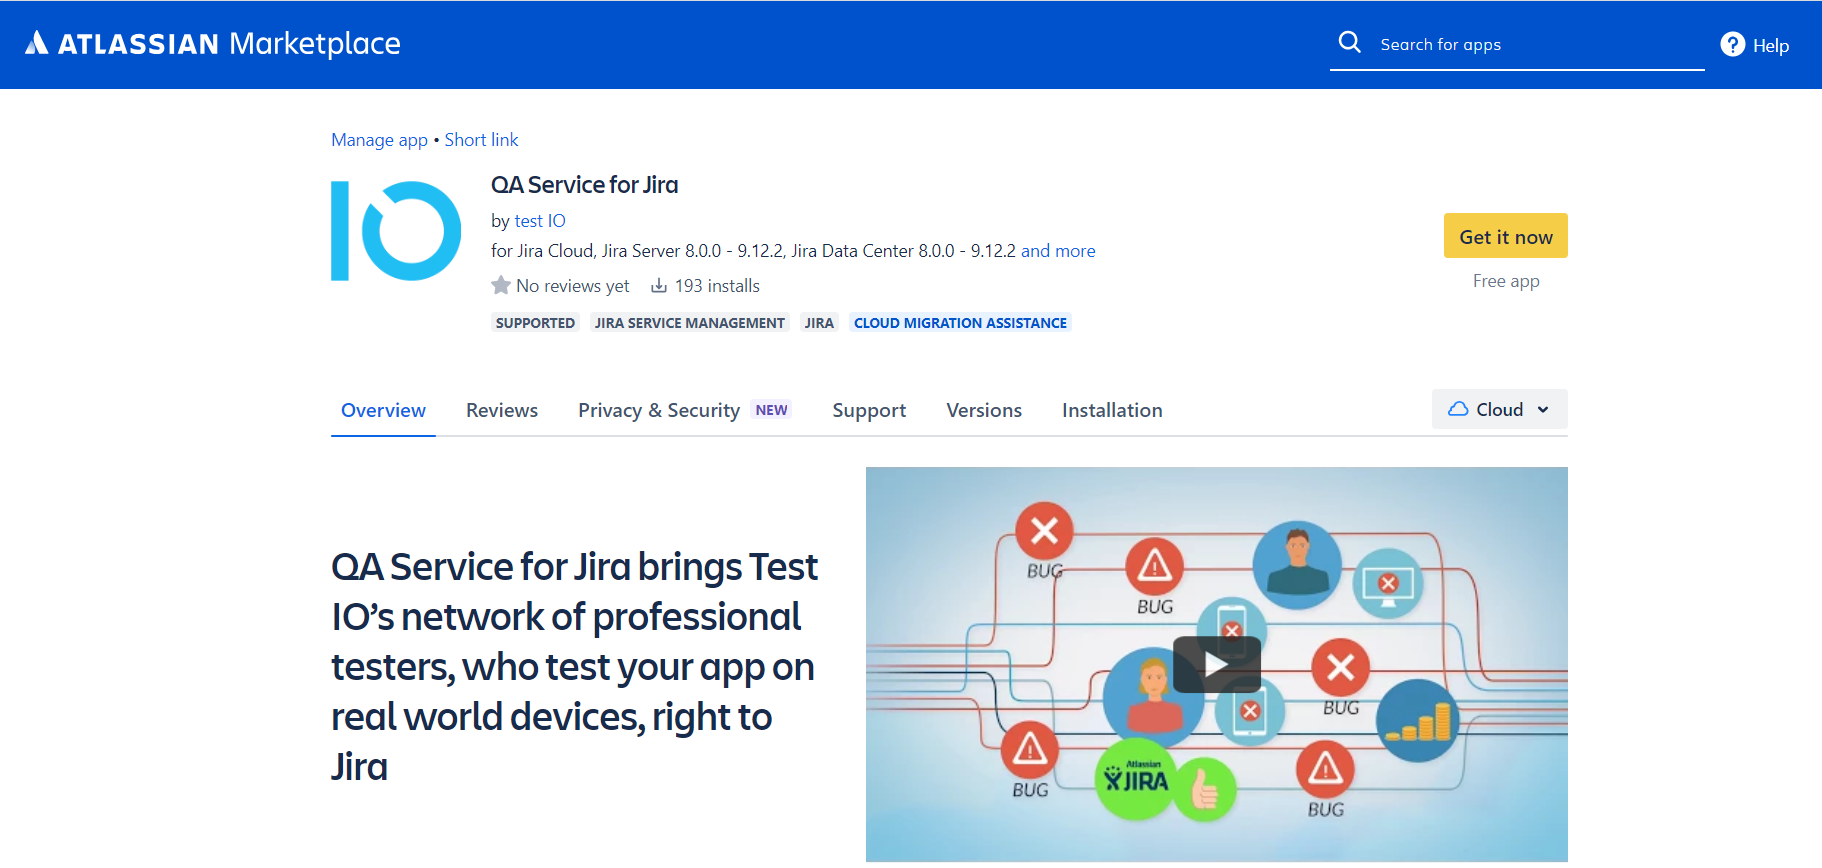 ATLASSIAN Marketplace
Search for apps
? Help
Manage app • Short link
IO
QA Service for Jira
by test IO
for Jira Cloud, Jira Server 8.0.0 - 9.12.2, Jira Data Center 8.0.0 - 9.12.2 and more
No reviews yet 193 installs
SUPPORTED JIRA SERVICE MANAGEMENT JIRA CLOUD MIGRATION ASSISTANCE
Get it now
Free app
Overview Reviews Privacy & Security NEW Support Versions Installation
Cloud
QA Service for Jira brings Test
IO’s network of professional
testers, who test your app on
real world devices, right to
Jira
BUG
BUG
BUG
BUG
Atlassian
JIRA
BUG